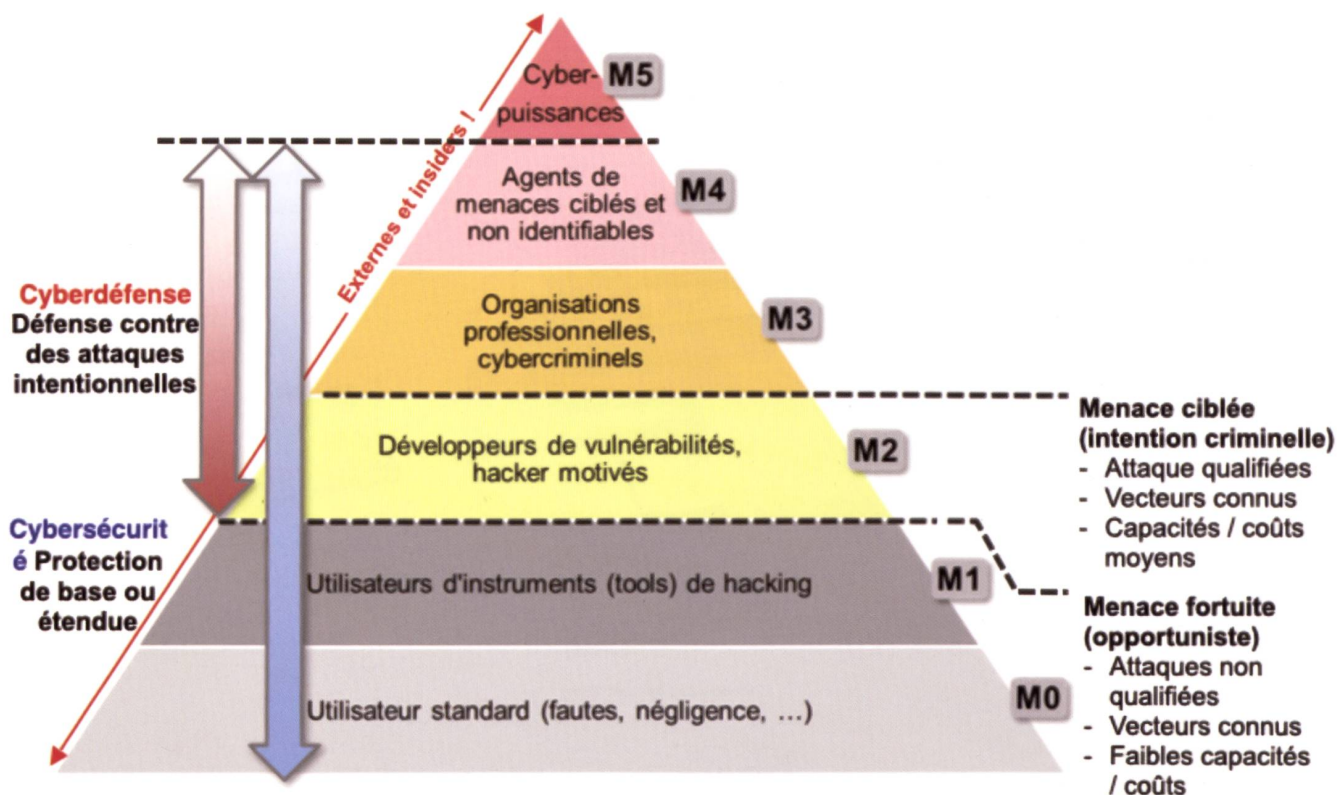 Cyber-
puissances
M5
Externes et insiders !
Agents de
menaces ciblés et
non identifiables
M4
Cyberdéfense
Défense contre
des attaques
intentionnelles
Organisations
professionnelles,
cybercriminels
M3
Menace ciblée
(intention criminelle)
- Attaque qualifiées
- Vecteurs connus
- Capacités / coûts
moyens
Développeurs de vulnérabilités,
hacker motivés
M2
Cybersécurit
é Protection
de base ou
étendue
Utilisateurs d'instruments (tools) de hacking
M1
Menace fortuite
(opportuniste)
- Attaques non
qualifiées
- Vecteurs connus
- Faibles capacités
/ coûts
Utilisateur standard (fautes, négligence, ...)
M0